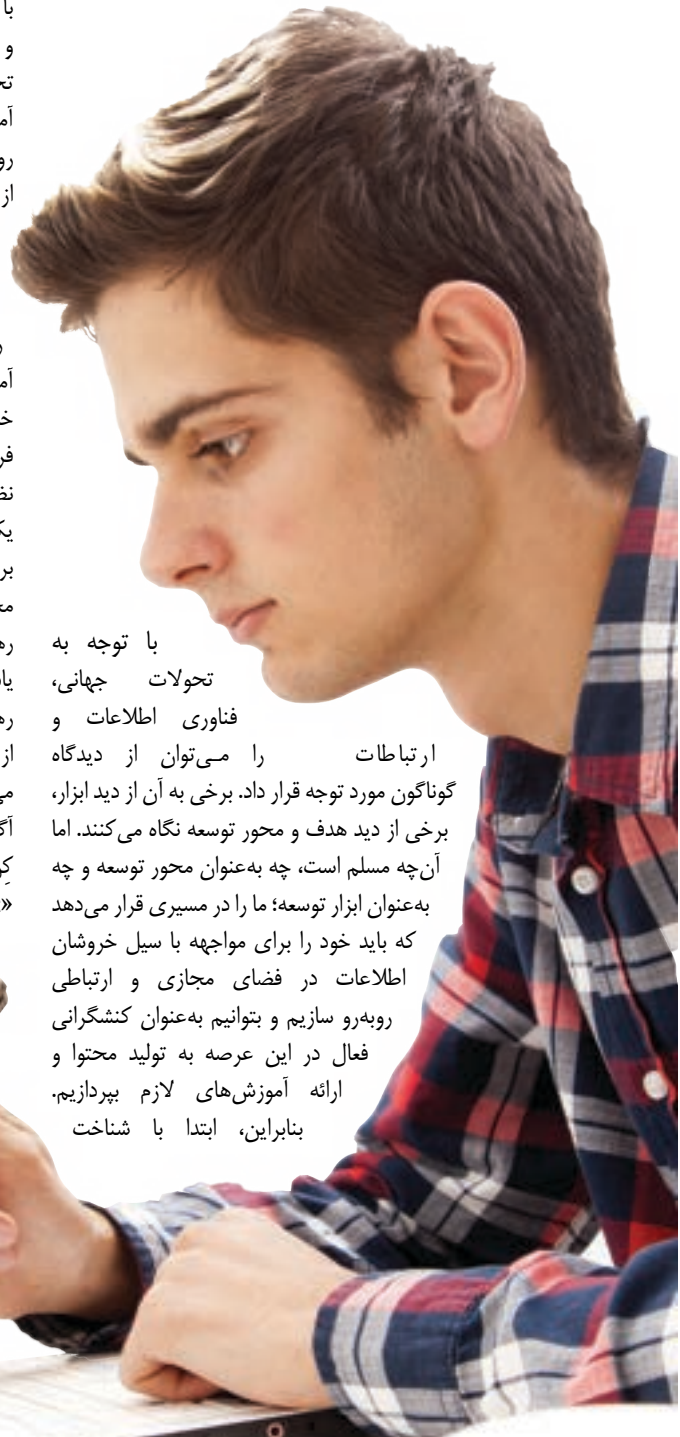 با توجه به
تحولات جهانی،
فناوری اطلاعات و
ارتباطات را می‌توان از دیدگاه
گوناگون مورد توجه قرار داد. برخی به آن از دید ابزار،
برخی از دید هدف و محور توسعه نگاه می‌کنند. اما
آن‌چه مسلم است، چه به‌عنوان محور توسعه و چه
به‌عنوان ابزار توسعه؛ ما را در مسیری قرار می‌دهد
که باید خود را برای مواجهه با سیل خروشان
اطلاعات در فضای مجازی و ارتباطی
روبه‌رو سازیم و بتوانیم به‌عنوان کنشگرانی
فعال در این عرصه به تولید محتوا و
ارائه آموزش‌های لازم بپردازیم.
بنابراین، ابتدا با شناخت
با
و
از
از